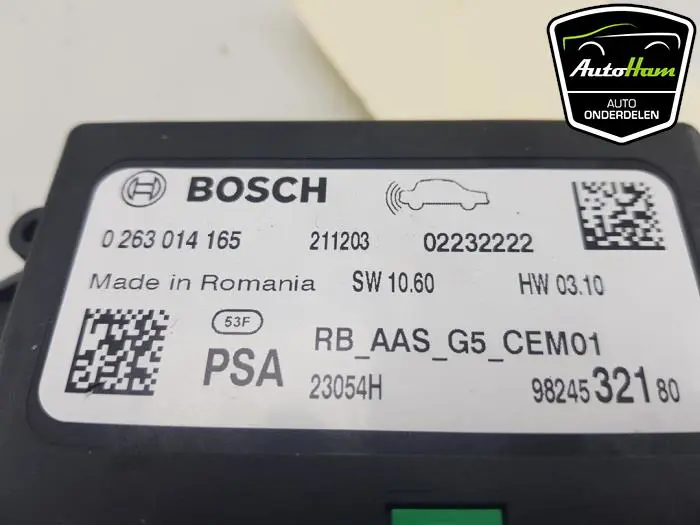 AutoHam
AUTO
ONDERDELEN
BOSCH
0 263 014 165 211203 02232222
Made in Romania SW 10.60 HW 03.10
53F
PSA RB_AAS_G5_CEM01
23054H 98245 321 80